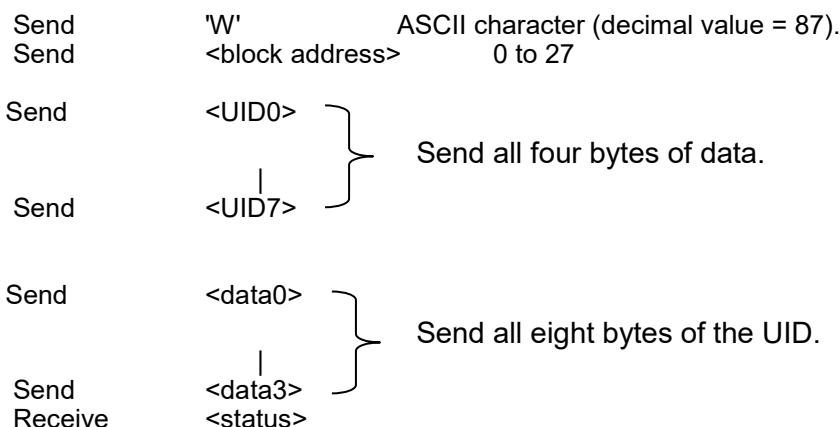 Send 'W' ASCII character (decimal value = 87).
Send <block address> 0 to 27
Send <UID0>
Send all four bytes of data.
|
Send <UID7>
Send <data0>
Send all eight bytes of the UID.
|
Send <data3>
Receive <status>